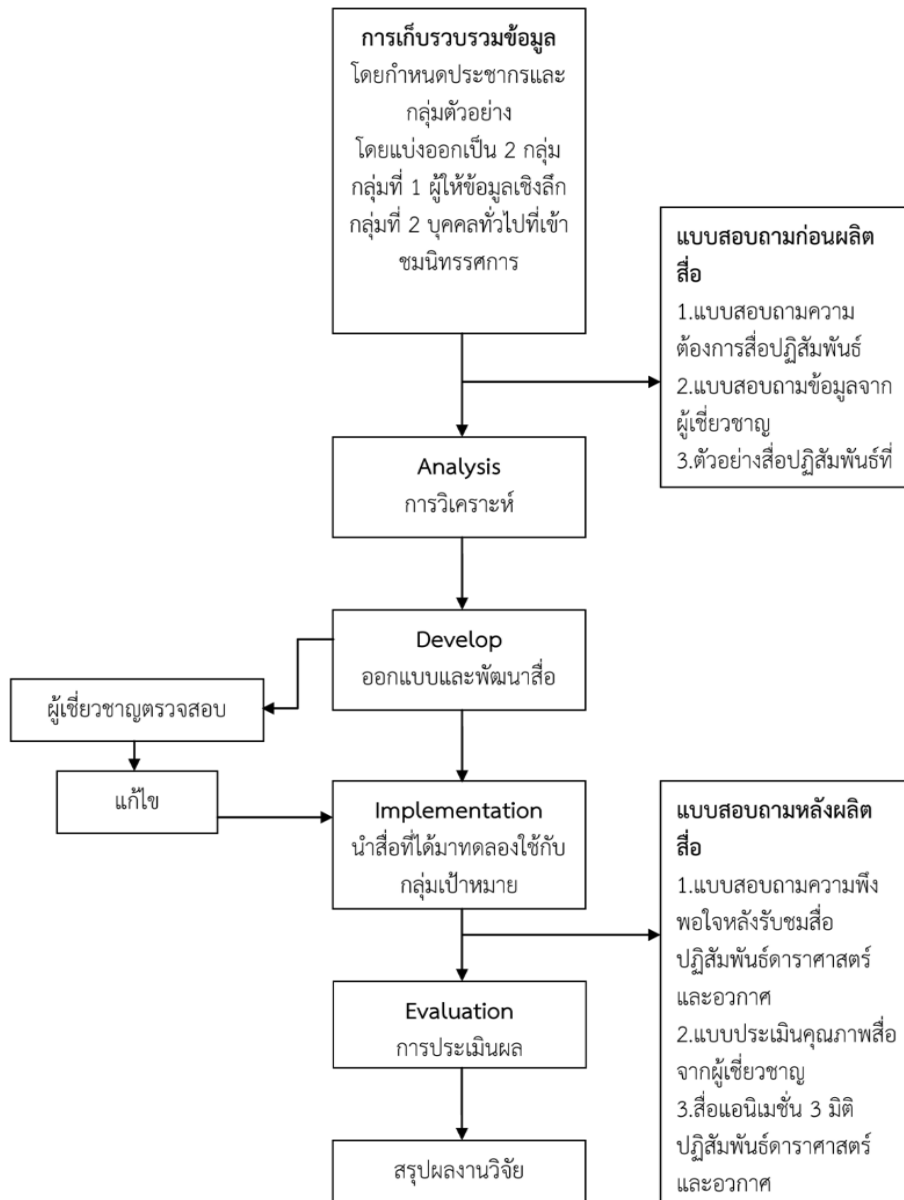 การเก็บรวบรวมข้อมูล
โดยกำหนดประชากรและ
กลุ่มตัวอย่าง
โดยแบ่งออกเป็น 2 กลุ่ม
กลุ่มที่ 1 ผู้ให้ข้อมูลเชิงลึก
กลุ่มที่ 2 บุคคลทั่วไปที่เข้า
ชมนิทรรศการ
แบบสอบถามก่อนผลิต
สื่อ
1.แบบสอบถามความ
ต้องการสื่อปฏิสัมพันธ์
2.แบบสอบถามข้อมูลจาก
ผู้เชี่ยวชาญ
3.ตัวอย่างสื่อปฏิสัมพันธ์ที่
Analysis
การวิเคราะห์
Develop
ออกแบบและพัฒนาสื่อ
ผู้เชี่ยวชาญตรวจสอบ
แก้ไข
Implementation
นำสื่อที่ได้มาทดลองใช้กับ
กลุ่มเป้าหมาย
แบบสอบถามหลังผลิต
สื่อ
1.แบบสอบถามความพึง
พอใจหลังรับชมสื่อ
ปฏิสัมพันธ์ดาราศาสตร์
และอวกาศ
2.แบบประเมินคุณภาพสื่อ
จากผู้เชี่ยวชาญ
3.สื่อแอนิเมชั่น 3 มิติ
ปฏิสัมพันธ์ดาราศาสตร์
และอวกาศ
Evaluation
การประเมินผล
สรุปผลงานวิจัย